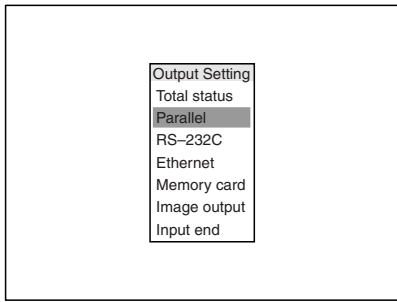 Output Setting
Total status
Parallel
RS–232C
Ethernet
Memory card
Image output
Input end